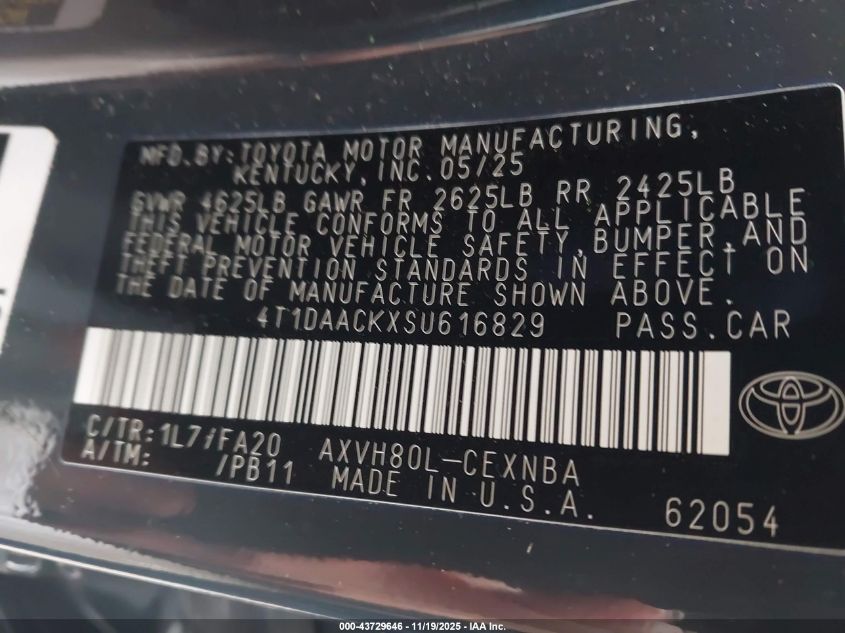 MFD.BY:TOYOTA MOTOR MANUFACTURING,
KENTUCKY,INC.05/25
GVWR 4625LB GAWR FR 2625LB RR 2425LB
THIS VEHICLE CONFORMS TO ALL APPLICABLE
FEDERAL MOTOR VEHICLE SAFETY,BUMPER,AND
THEFT PREVENTION STANDARDS IN EFFECT ON
THE DATE OF MANUFACTURE SHOWN ABOVE.
4T1DAACKXSU616829 PASS.CAR
C/TR:1L7/FA20 AXVH80L-CEXNBA
A/TM: /PB11 MADE IN U.S.A.
62054
000-43729646 - 11/19/2025 - IAA Inc.